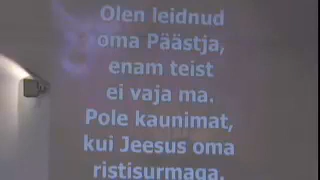 Olen leidnud
oma Päästja,
enam teist
ei vaja ma.
Pole kaunimat,
kui Jeesus oma
ristisurmaga.